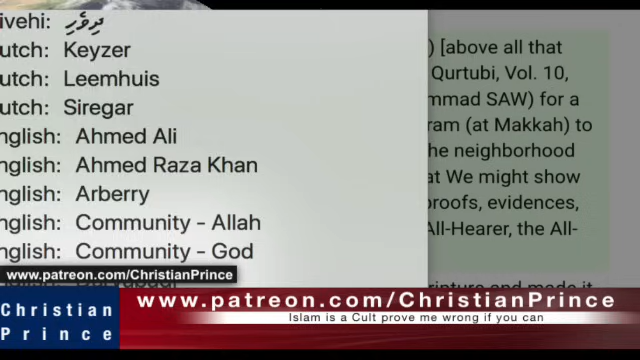 ivehi: ދިވެހި
utch: Keyzer
utch: Leemhuis
utch: Siregar
nglish: Ahmed Ali
nglish: Ahmed Raza Khan
nglish: Arberry
nglish: Community - Allah
nglish: Community - God
) [above all that
Qurtubi, Vol. 10,
mmad SAW) for a
ram (at Makkah) to
he neighborhood
at We might show
proofs, evidences,
All-Hearer, the All-
www.patreon.com/ChristianPrince
Christian
Prince
www.patreon.com/ChristianPrince
Islam is a Cult prove me wrong if you can